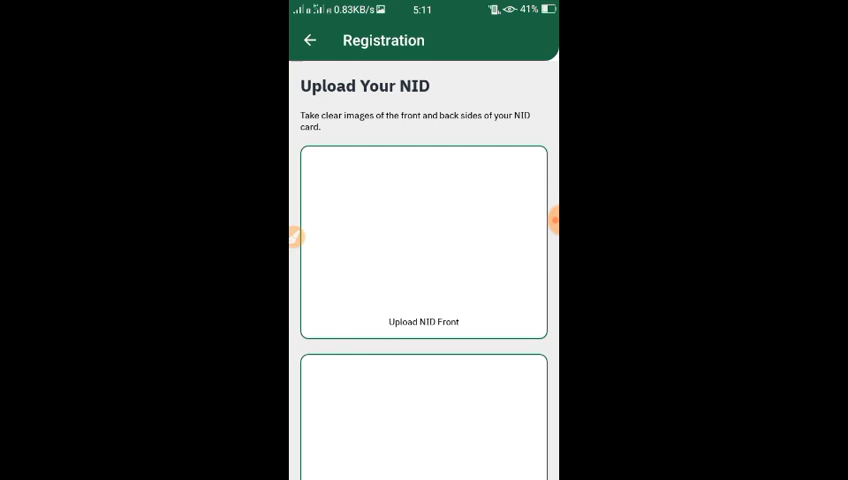 0.83KB/s 5:11 41%
Registration
Upload Your NID
Take clear images of the front and back sides of your NID
card.
Upload NID Front